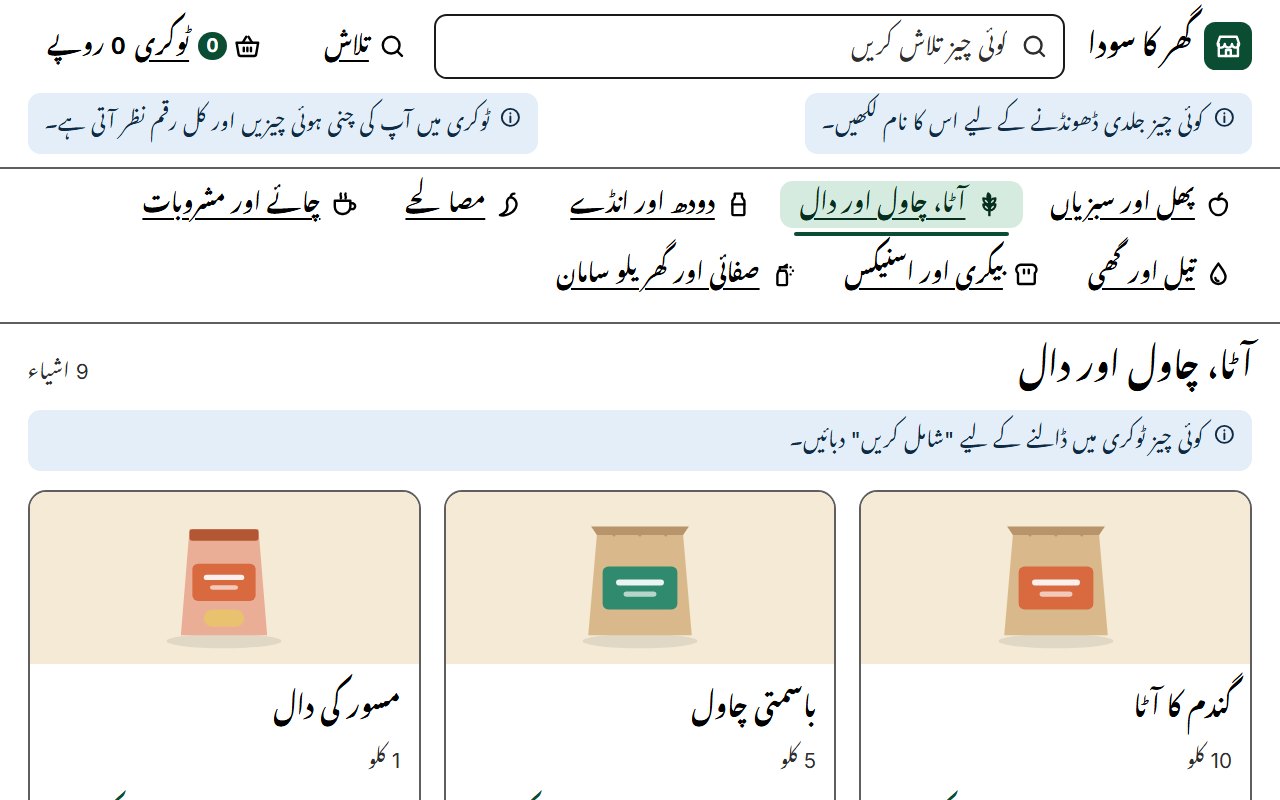 گھر کا سودا
کوئی چیز تلاش کریں
تلاش
ٹوکری 0 0 روپے
کوئی چیز جلدی ڈھونڈنے کے لیے اس کا نام لکھیں۔
ٹوکری میں آپ کی چنی ہوئی چیزیں اور کل رقم نظر آتی ہے۔
پھل اور سبزیاں
آٹا، چاول اور دال
دودھ اور انڈے
مصالحے
چائے اور مشروبات
تیل اور گھی
بیکری اور اسنیکس
صفائی اور گھریلو سامان
آٹا، چاول اور دال
9 اشیاء
کوئی چیز ٹوکری میں ڈالنے کے لیے "شامل کریں" دبائیں۔
گندم کا آٹا
10 کلو
باسمتی چاول
5 کلو
مسور کی دال
1 کلو